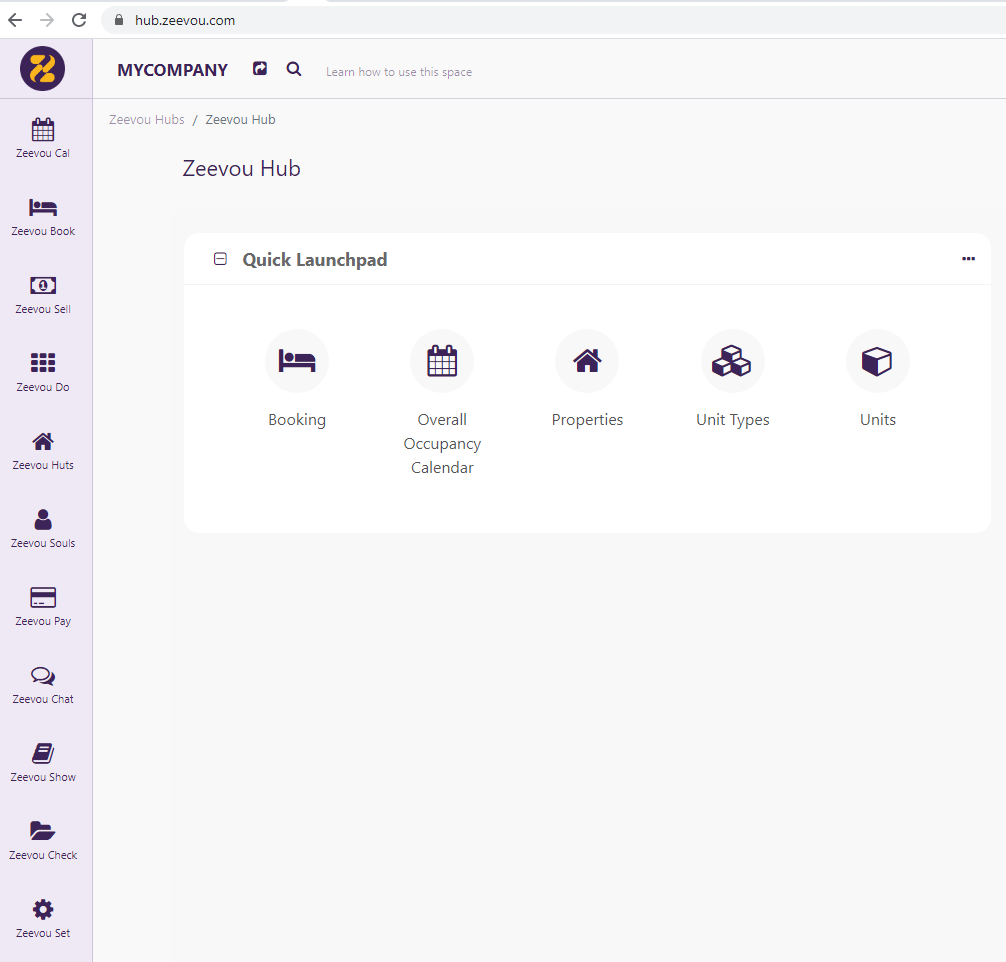 hub.zeevou.com
MYCOMPANY Learn how to use this space
Zeevou Hubs / Zeevou Hub
Zeevou Hub
Quick Launchpad
Booking
Overall
Occupancy
Calendar
Properties
Unit Types
Units
Zeevou Cal
Zeevou Book
Zeevou Sell
Zeevou Do
Zeevou Huts
Zeevou Souls
Zeevou Pay
Zeevou Chat
Zeevou Show
Zeevou Check
Zeevou Set